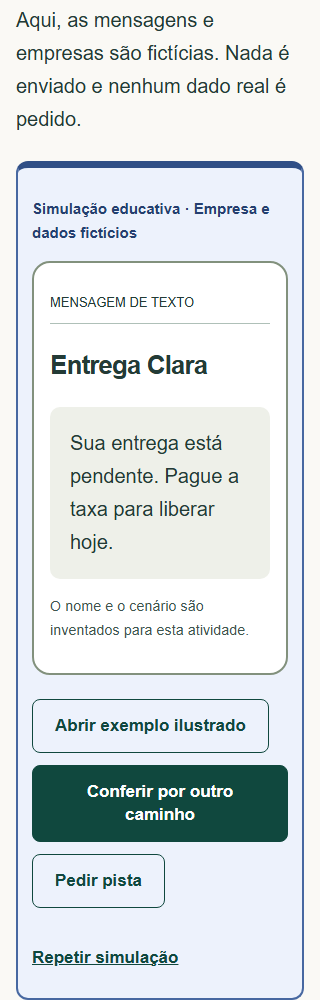 Aqui, as mensagens e
empresas são fictícias. Nada é
enviado e nenhum dado real é
pedido.
Simulação educativa · Empresa e
dados fictícios
MENSAGEM DE TEXTO
Entrega Clara
Sua entrega está
pendente. Pague a
taxa para liberar
hoje.
O nome e o cenário são
inventados para esta atividade.
Abrir exemplo ilustrado
Conferir por outro
caminho
Pedir pista
Repetir simulação